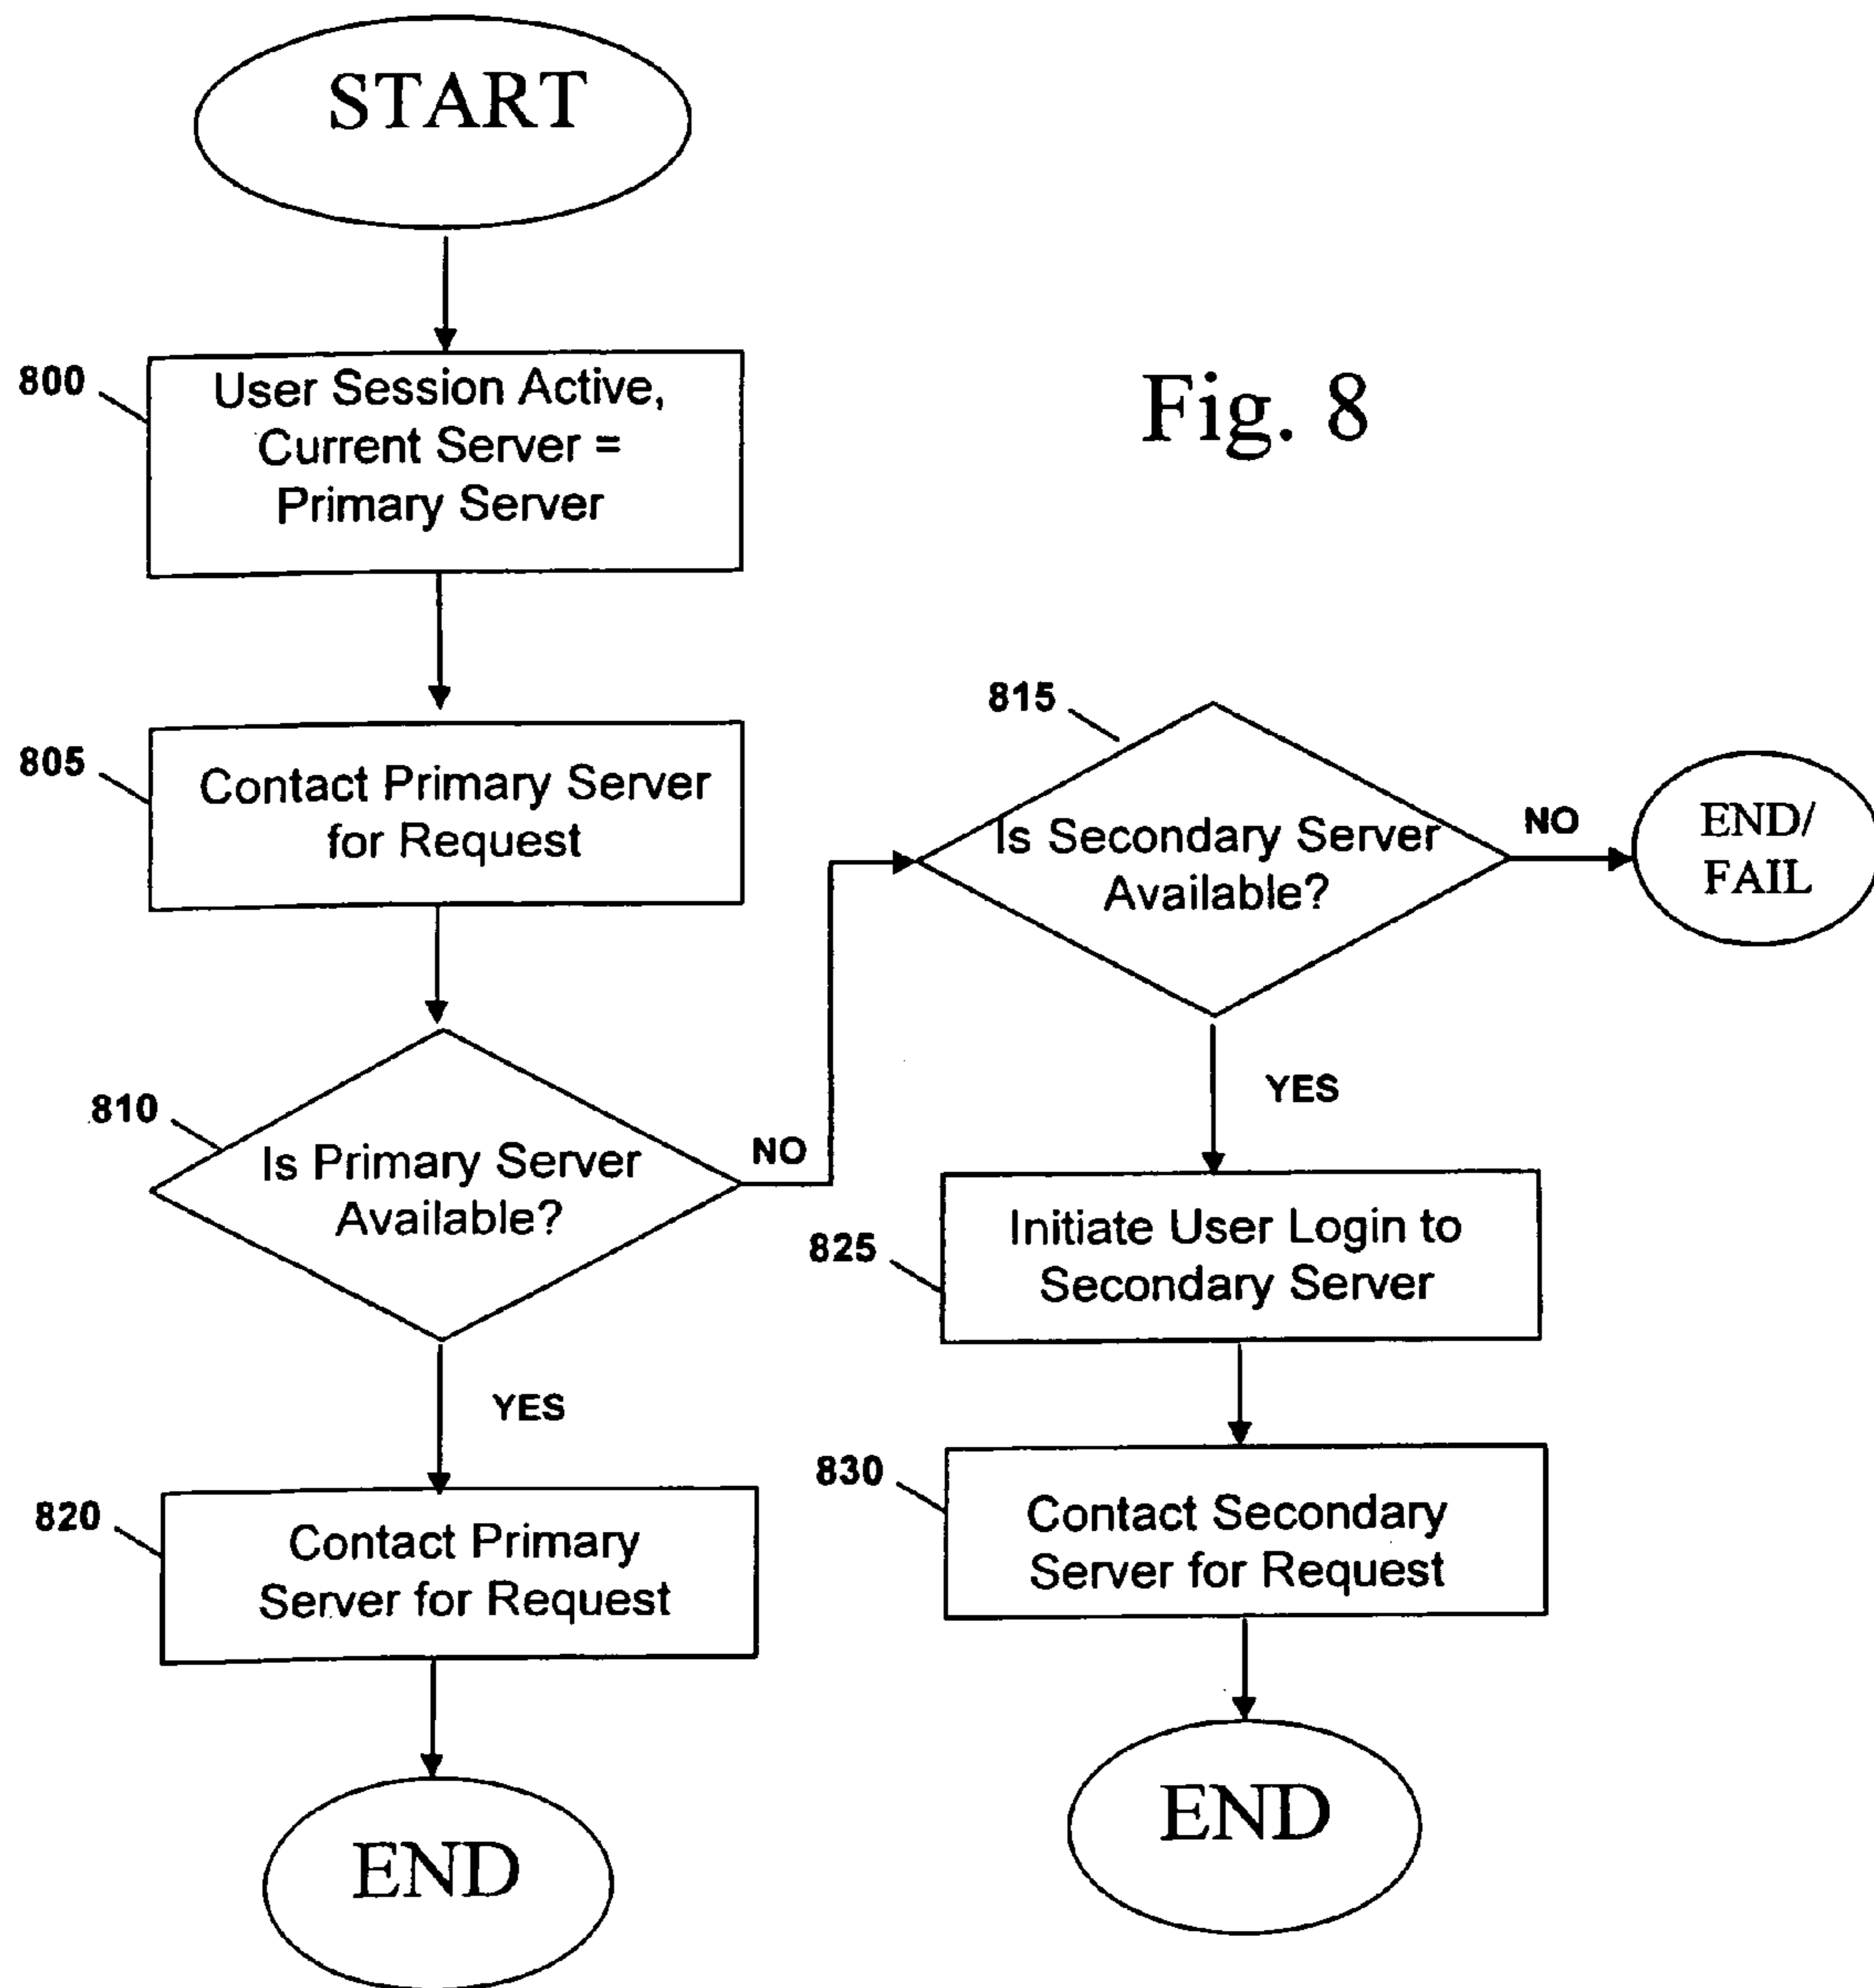 START
800
User Session Active,
Current Server =
Primary Server
Fig. 8
805
Contact Primary Server
for Request
815
Is Secondary Server
Available?
NO
END/
FAIL
810
Is Primary Server
Available?
NO
YES
YES
825
Initiate User Login to
Secondary Server
820
Contact Primary
Server for Request
830
Contact Secondary
Server for Request
END
END